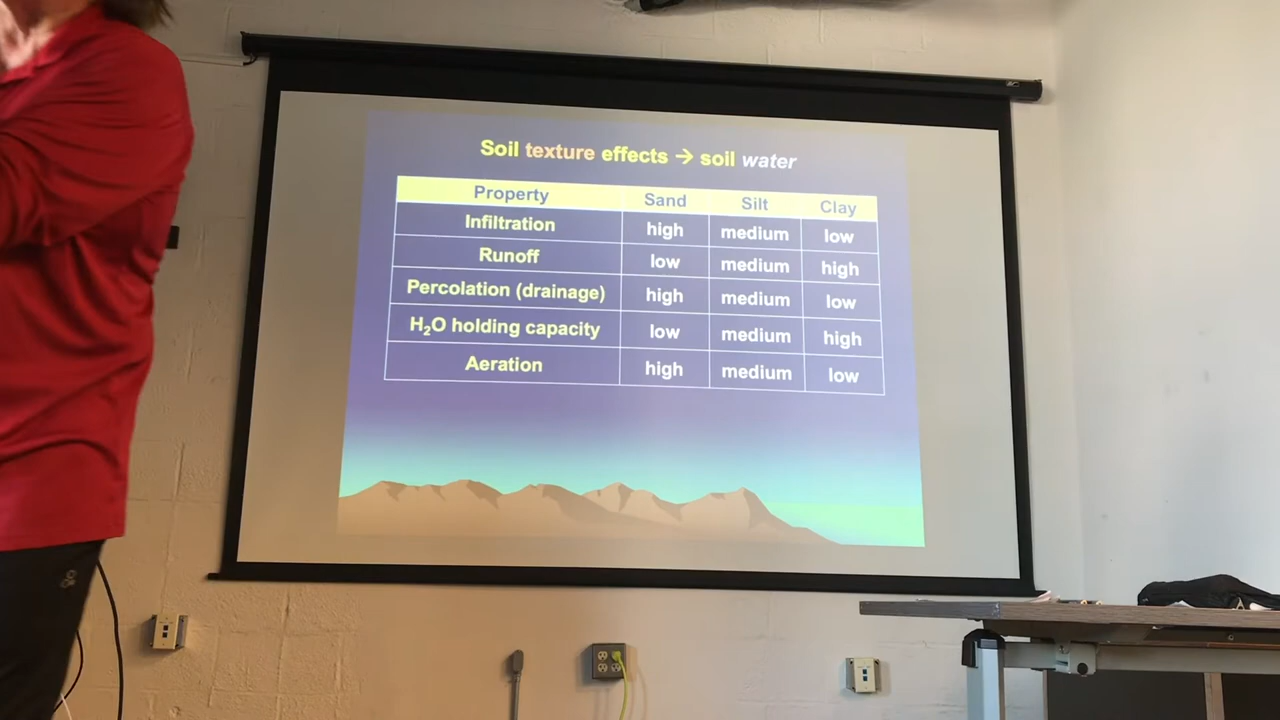 Soil texture effects → soil water
Property Sand Silt Clay
Infiltration high medium low
Runoff low medium high
Percolation (drainage) high medium low
H₂O holding capacity low medium high
Aeration high medium low